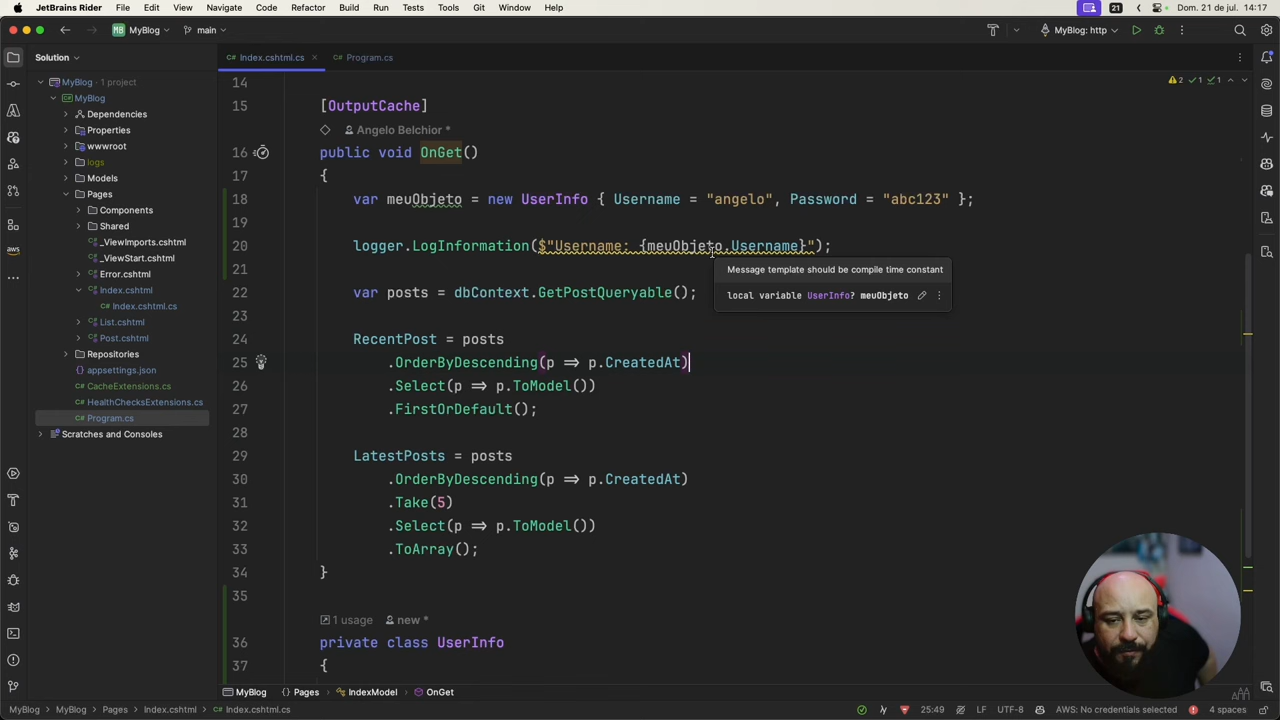 JetBrains Rider File Edit View Navigate Code Refactor Build Run Tests Tools Git Window Help 21 Dom. 21 de jul. 14:17
MB MyBlog main MyBlog: http
Solution
C# Index.cshtml.cs C# Program.cs
MyBlog · 1 project
MyBlog
Dependencies
Properties
wwwroot
logs
Models
Pages
Components
Shared
_ViewImports.cshtml
_ViewStart.cshtml
Error.cshtml
Index.cshtml
C# Index.cshtml.cs
List.cshtml
Post.cshtml
Repositories
appsettings.json
C# CacheExtensions.cs
C# HealthChecksExtensions.cs
C# Program.cs
Scratches and Consoles
2 1 1
14
15 [OutputCache]
Angelo Belchior *
16 public void OnGet()
17 {
18 var meuObjeto = new UserInfo { Username = "angelo", Password = "abc123" };
19
20 logger.LogInformation($"Username: {meuObjeto.Username}");
21
Message template should be compile time constant
local variable UserInfo? meuObjeto
22 var posts = dbContext.GetPostQueryable();
23
24 RecentPost = posts
25 .OrderByDescending(p => p.CreatedAt)
26 .Select(p => p.ToModel())
27 .FirstOrDefault();
28
29 LatestPosts = posts
30 .OrderByDescending(p => p.CreatedAt)
31 .Take(5)
32 .Select(p => p.ToModel())
33 .ToArray();
34 }
35
1 usage new *
36 private class UserInfo
37 {
MyBlog Pages IndexModel OnGet
MyBlog > MyBlog > Pages > Index.cshtml > C# Index.cshtml.cs 25:49 LF UTF-8 AWS: No credentials selected 4 spaces